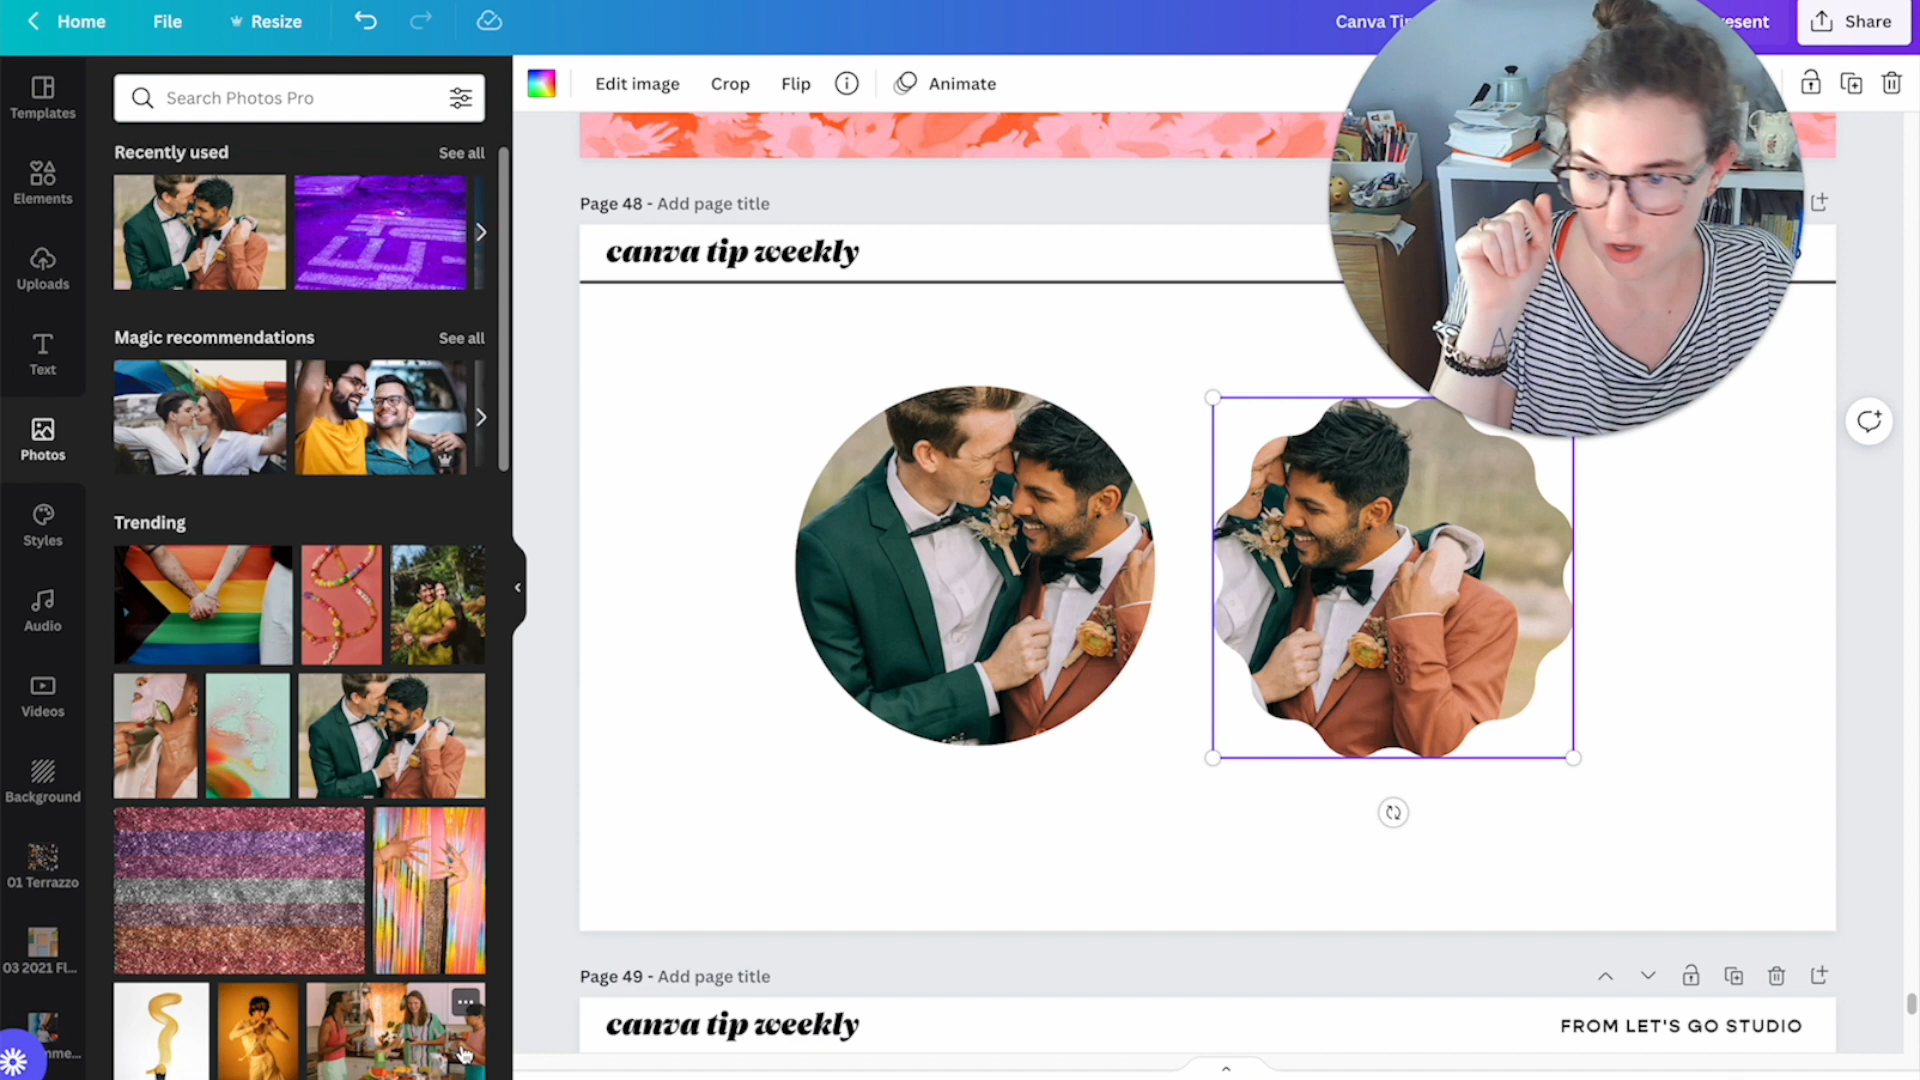 Home File Resize Canva Tip esent Share
Templates
Elements
Uploads
Text
Photos
Styles
Audio
Videos
Background
01 Terrazzo
03 2021 Fl...
Search Photos Pro
Recently used See all
Magic recommendations See all
Trending
Edit image Crop Flip Animate
Page 48 - Add page title
canva tip weekly
Page 49 - Add page title
canva tip weekly
FROM LET'S GO STUDIO